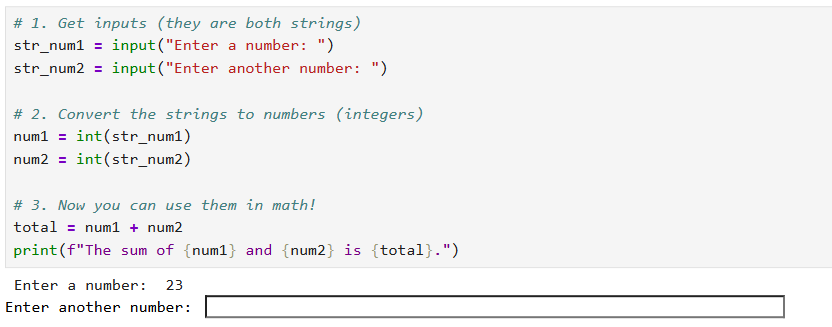 # 1. Get inputs (they are both strings)
str_num1 = input("Enter a number: ")
str_num2 = input("Enter another number: ")
# 2. Convert the strings to numbers (integers)
num1 = int(str_num1)
num2 = int(str_num2)
# 3. Now you can use them in math!
total = num1 + num2
print(f"The sum of {num1} and {num2} is {total}.")
Enter a number:  23
Enter another number: